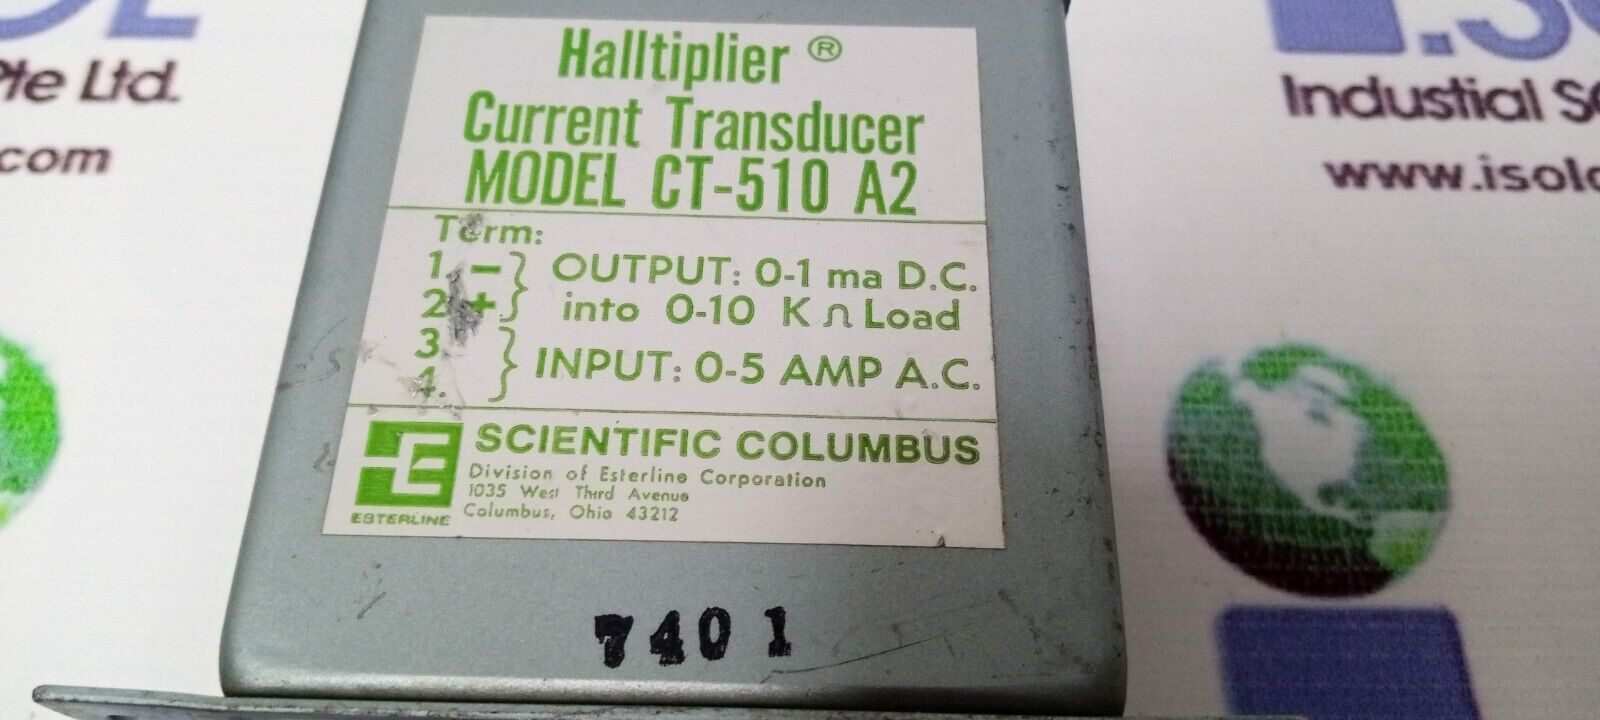 Pte Ltd.
.com
Industial
www.isol
Halltiplier ®
Current Transducer
MODEL CT-510 A2
Term:
1. - } OUTPUT: 0-1 ma D.C.
2 + into 0-10 K Ω Load
3. } INPUT: 0-5 AMP A.C.
4.
SCIENTIFIC COLUMBUS
Division of Esterline Corporation
1035 West Third Avenue
Columbus, Ohio 43212
ESTERLINE
7401